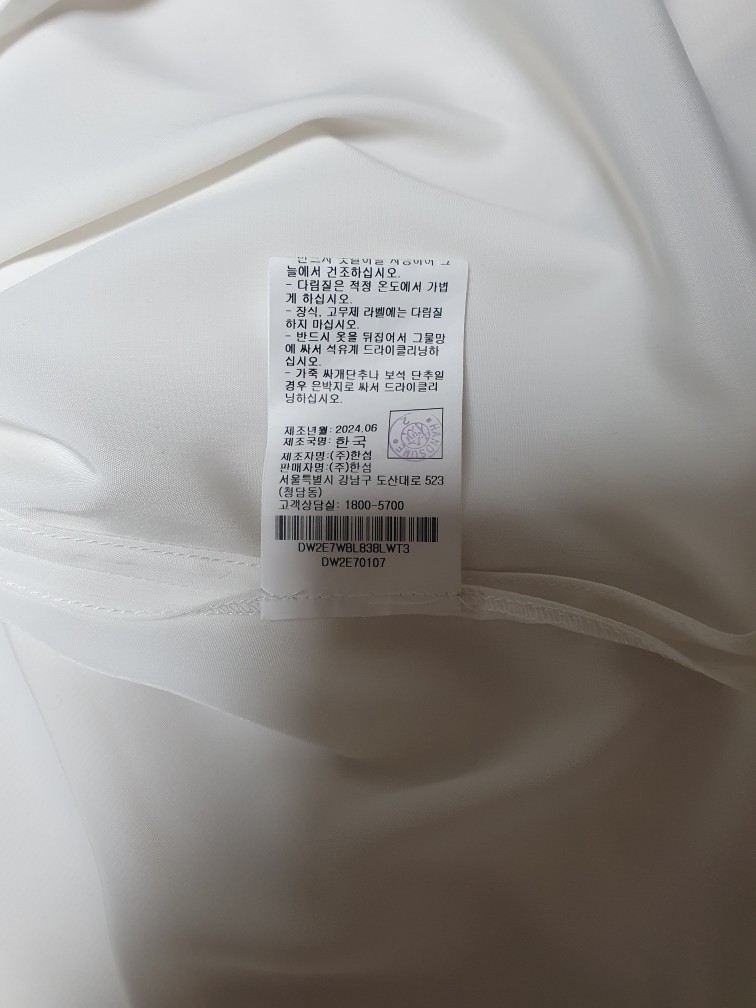 늘에서 건조하십시오.
- 다림질은 적정 온도에서 가볍
게 하십시오.
- 장식, 고무제 라벨에는 다림질
하지 마십시오.
- 반드시 옷을 뒤집어서 그물망
에 싸서 석유계 드라이클리닝하
십시오.
- 가죽 싸개단추나 보석 단추일
경우 은박지로 싸서 드라이클리
닝하십시오.
제조년월: 2024.06
제조국명: 한국
제조자명:(주)한섬
판매자명:(주)한섬
서울특별시 강남구 도산대로 523
(청담동)
고객상담실: 1800-5700
DW2E7WBL838LWT3
DW2E70107
HANDSOME